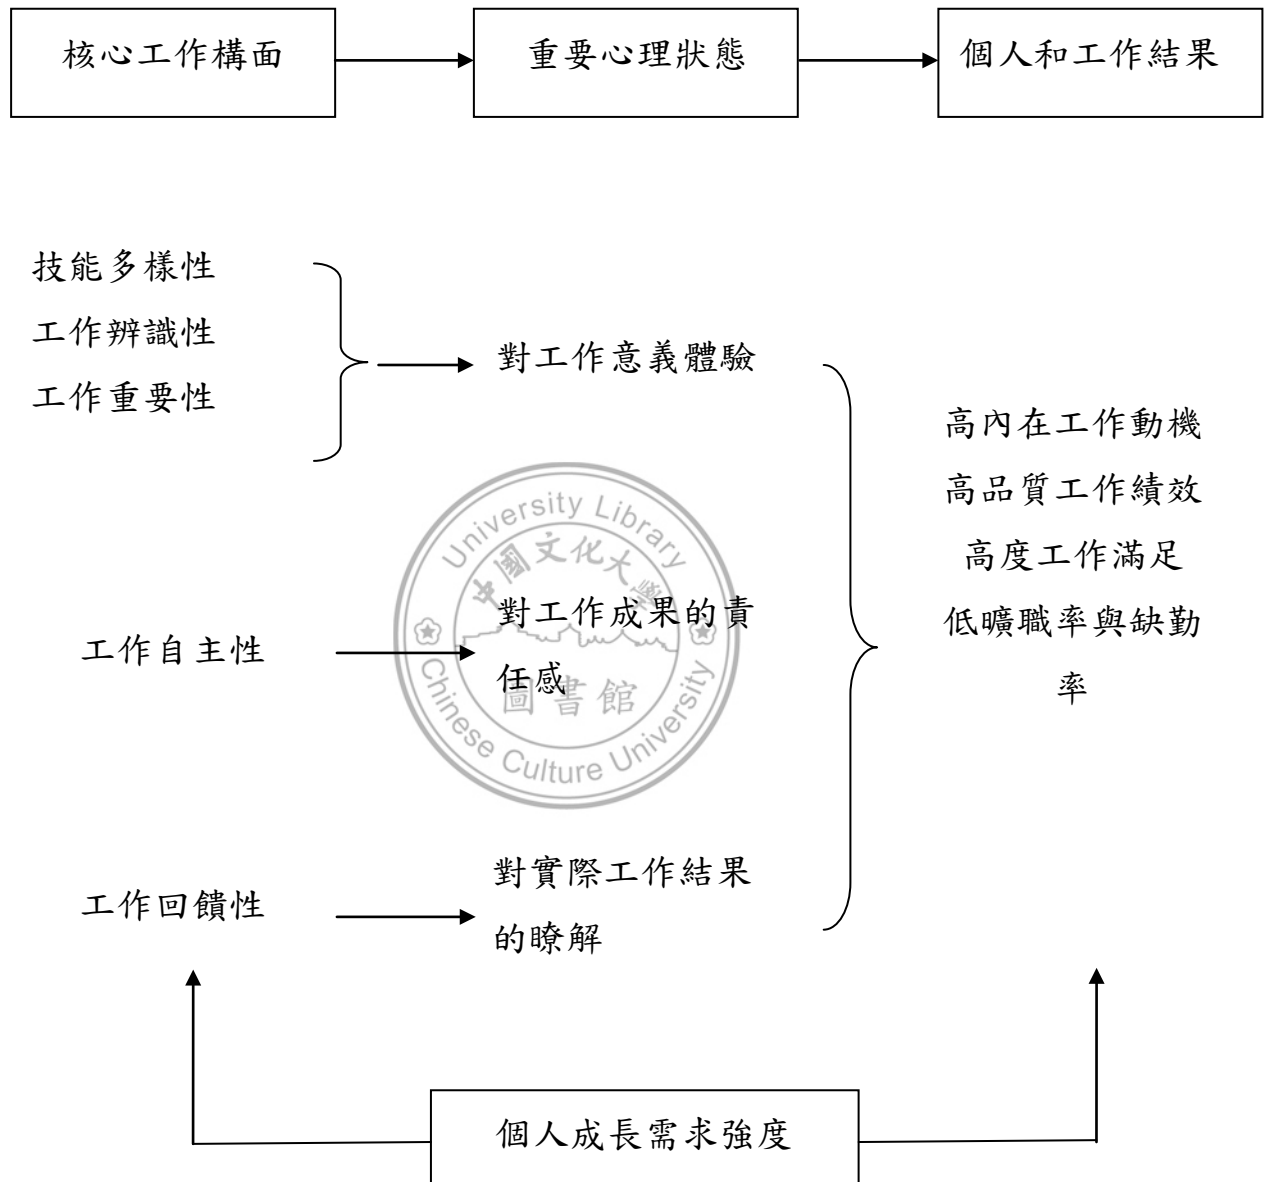 核心工作構面
重要心理狀態
個人和工作結果
技能多樣性
工作辨識性
工作重要性
對工作意義體驗
高內在工作動機
高品質工作績效
高度工作滿足
低曠職率與缺勤
率
University Library
中國文化大學
圖書館
Chinese Culture University
工作自主性
對工作成果的責
任感
工作回饋性
對實際工作結果
的瞭解
個人成長需求強度